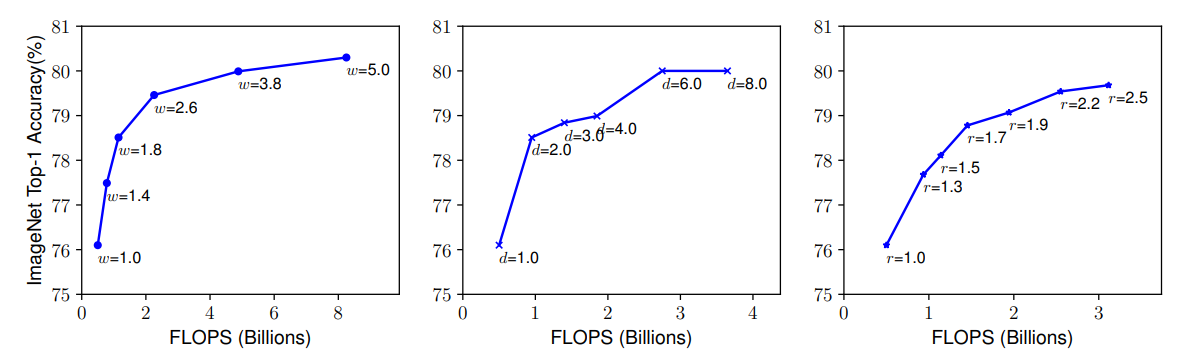 ImageNet Top-1 Accuracy(%)
81
80
79
78
77
76
75
w=1.0
w=1.4
w=1.8
w=2.6
w=3.8
w=5.0
0 2 4 6 8
FLOPS (Billions)
81
80
79
78
77
76
75
d=1.0
d=2.0
d=3.0
d=4.0
d=6.0
d=8.0
0 1 2 3 4
FLOPS (Billions)
81
80
79
78
77
76
75
r=1.0
r=1.3
r=1.5
r=1.7
r=1.9
r=2.2
r=2.5
0 1 2 3
FLOPS (Billions)